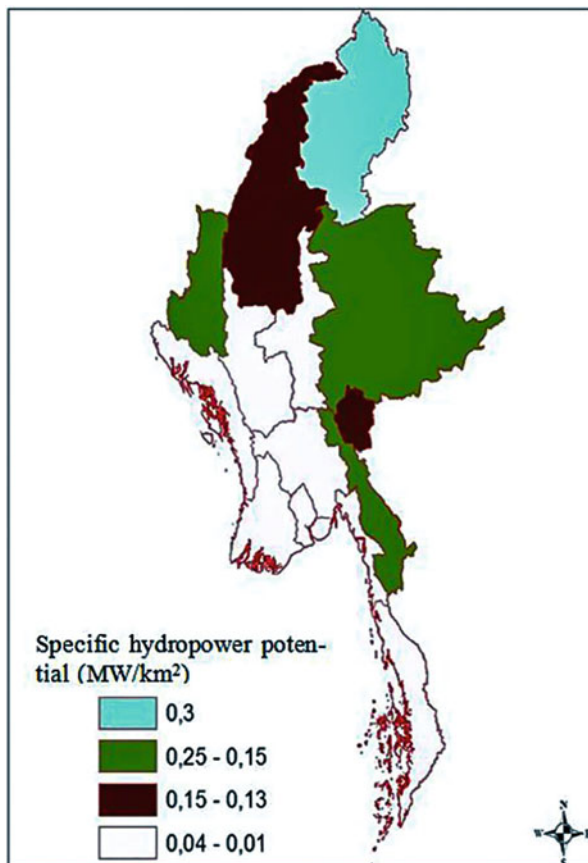 Specific hydropower poten-
tial (MW/km²)
0,3
0,25 - 0,15
0,15 - 0,13
0,04 - 0,01
N
W
E
S